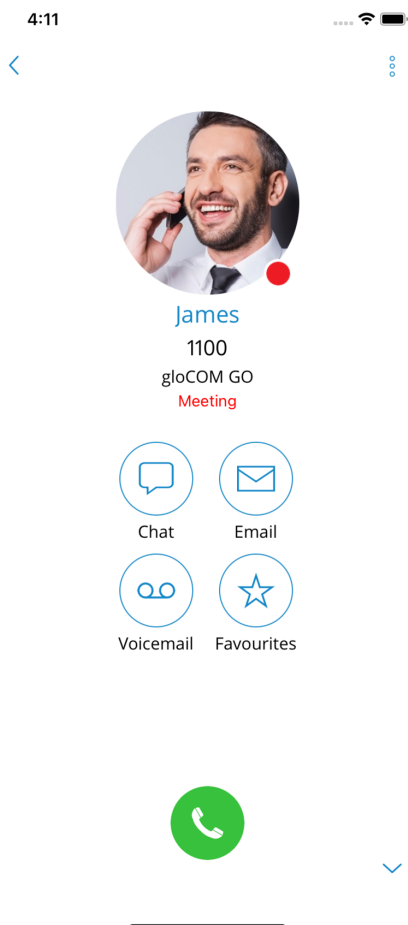 4:11
James
1100
gloCOM GO
Meeting
Chat Email
Voicemail Favourites